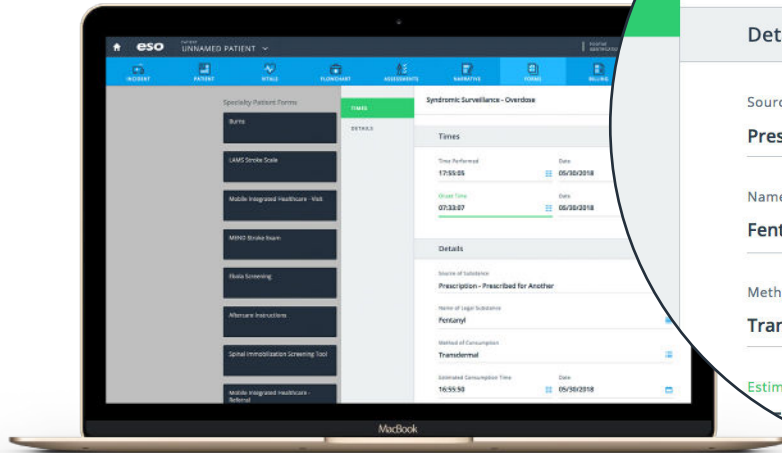 eso
PATIENT
UNNAMED PATIENT
INCIDENT
PATIENT
VITALS
FLOWCHART
ASSESSMENTS
NARRATIVE
FORMS
BILLING
Specialty Patient Forms
Burns
LAMS Stroke Scale
Mobile Integrated Healthcare - Visit
MEND Stroke Exam
Ebola Screening
Aftercare Instructions
Spinal Immobilization Screening Tool
Mobile Integrated Healthcare -
Referral
TIMES
DETAILS
Syndromic Surveillance - Overdose
Times
Time Performed
Date
17:55:05
05/30/2018
Onset Time
Date
07:33:07
05/30/2018
Details
Source of Substance
Prescription - Prescribed for Another
Name of Legal Substance
Fentanyl
Method of Consumption
Transdermal
Estimated Consumption Time
Date
16:55:50
05/30/2018
MacBook
Det
Sourc
Pres
Name
Fent
Meth
Tran
Estim